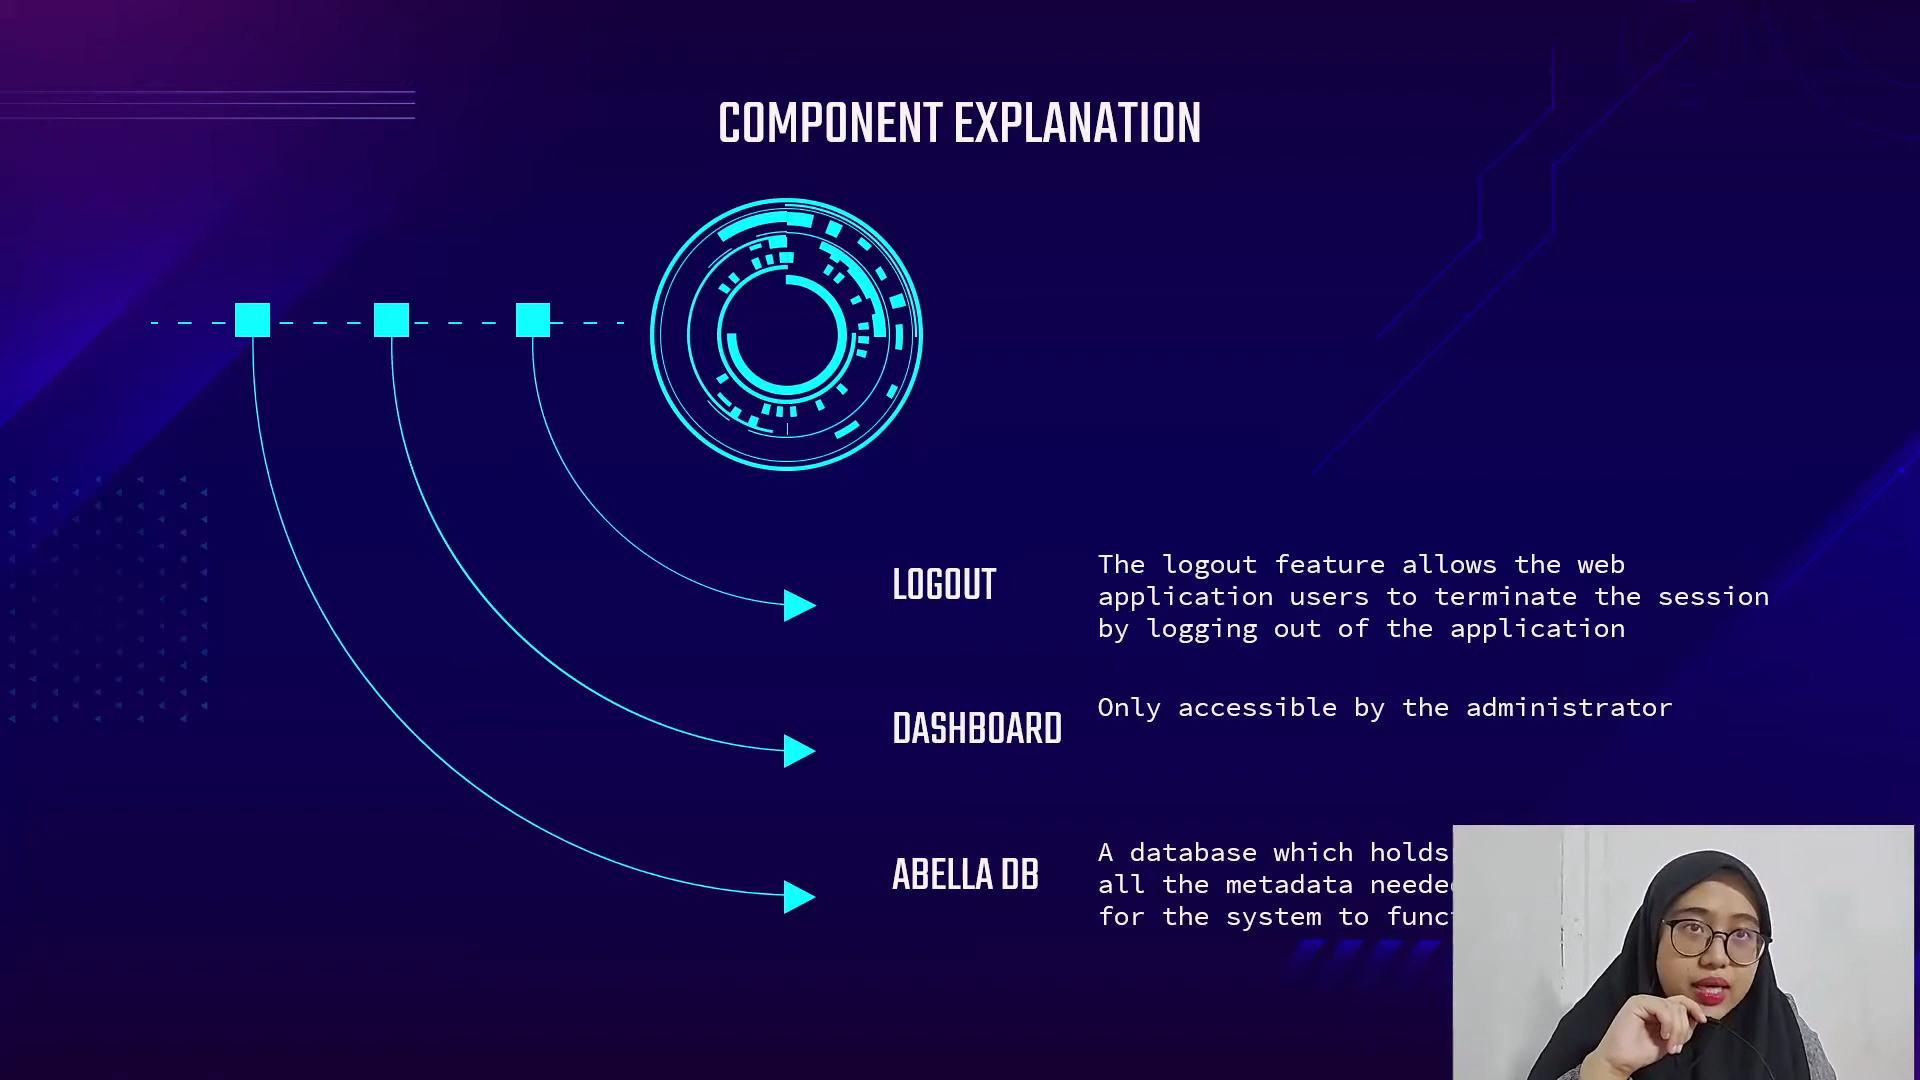 COMPONENT EXPLANATION
LOGOUT
The logout feature allows the web
application users to terminate the session
by logging out of the application
DASHBOARD
Only accessible by the administrator
ABELLA DB
A database which holds
all the metadata
for the system to